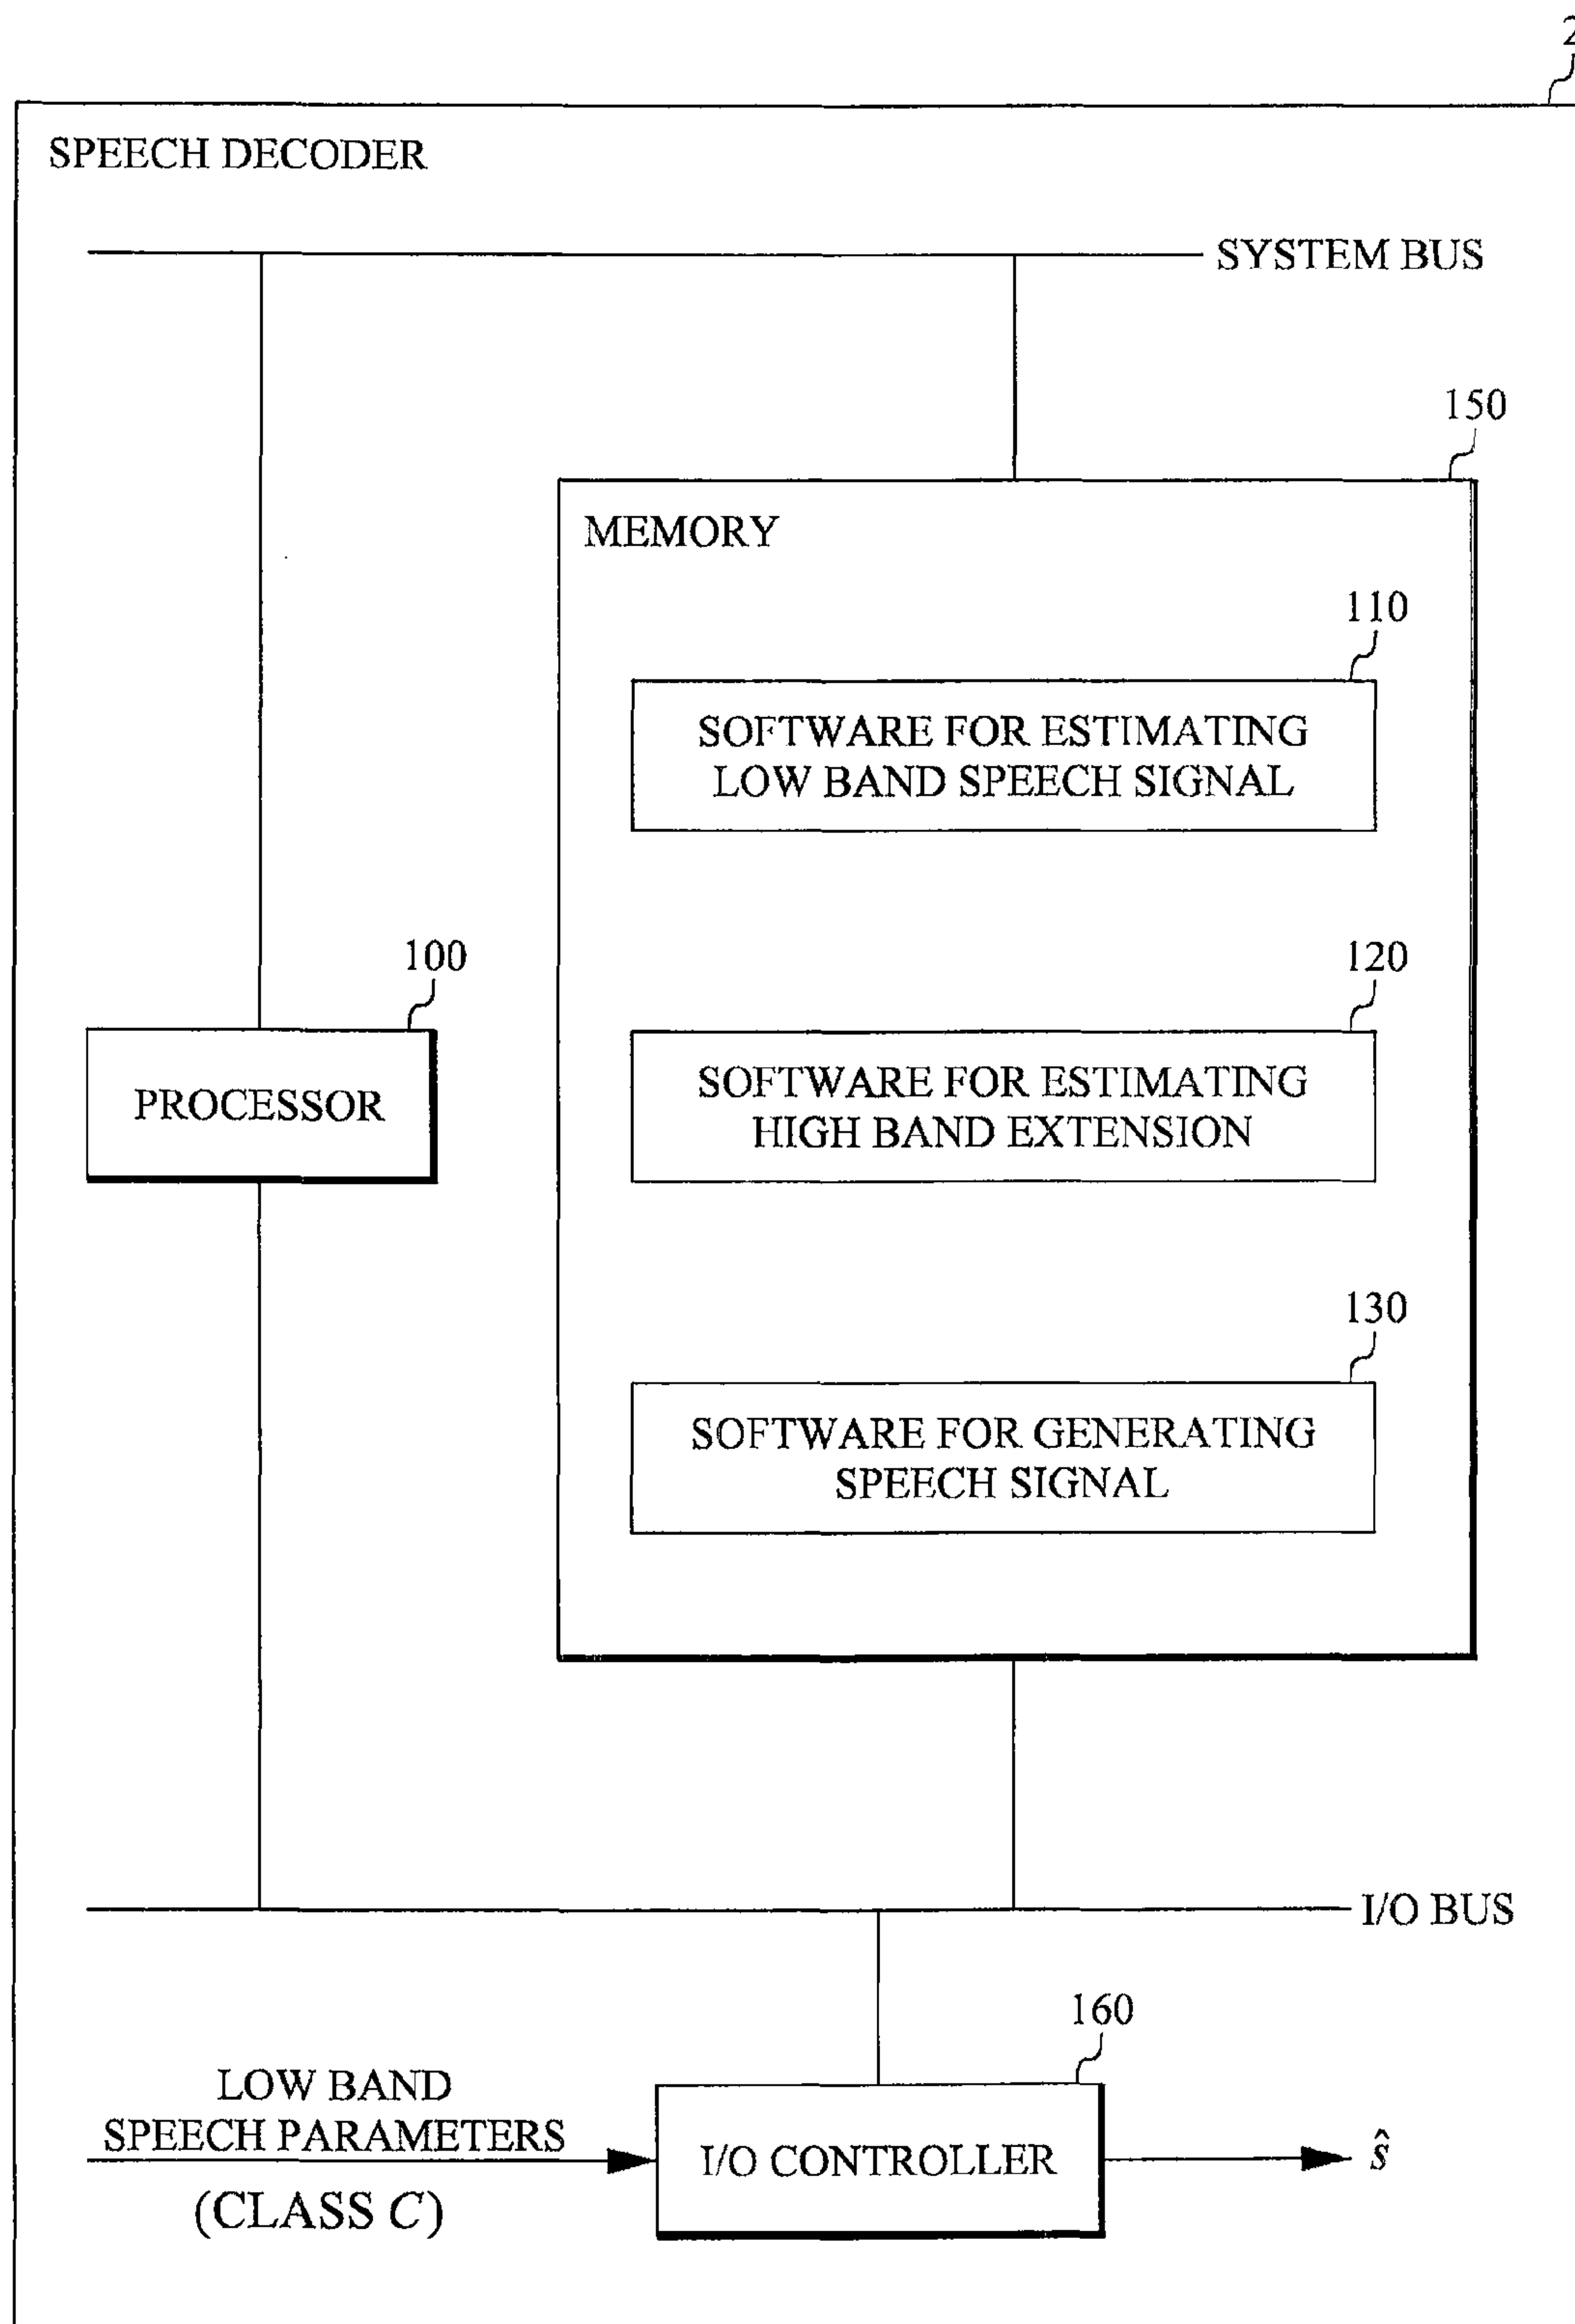 SPEECH DECODER
SYSTEM BUS
150
MEMORY
110
SOFTWARE FOR ESTIMATING
LOW BAND SPEECH SIGNAL
100
120
PROCESSOR
SOFTWARE FOR ESTIMATING
HIGH BAND EXTENSION
130
SOFTWARE FOR GENERATING
SPEECH SIGNAL
I/O BUS
160
LOW BAND
SPEECH PARAMETERS
(CLASS C)
I/O CONTROLLER
ŝ